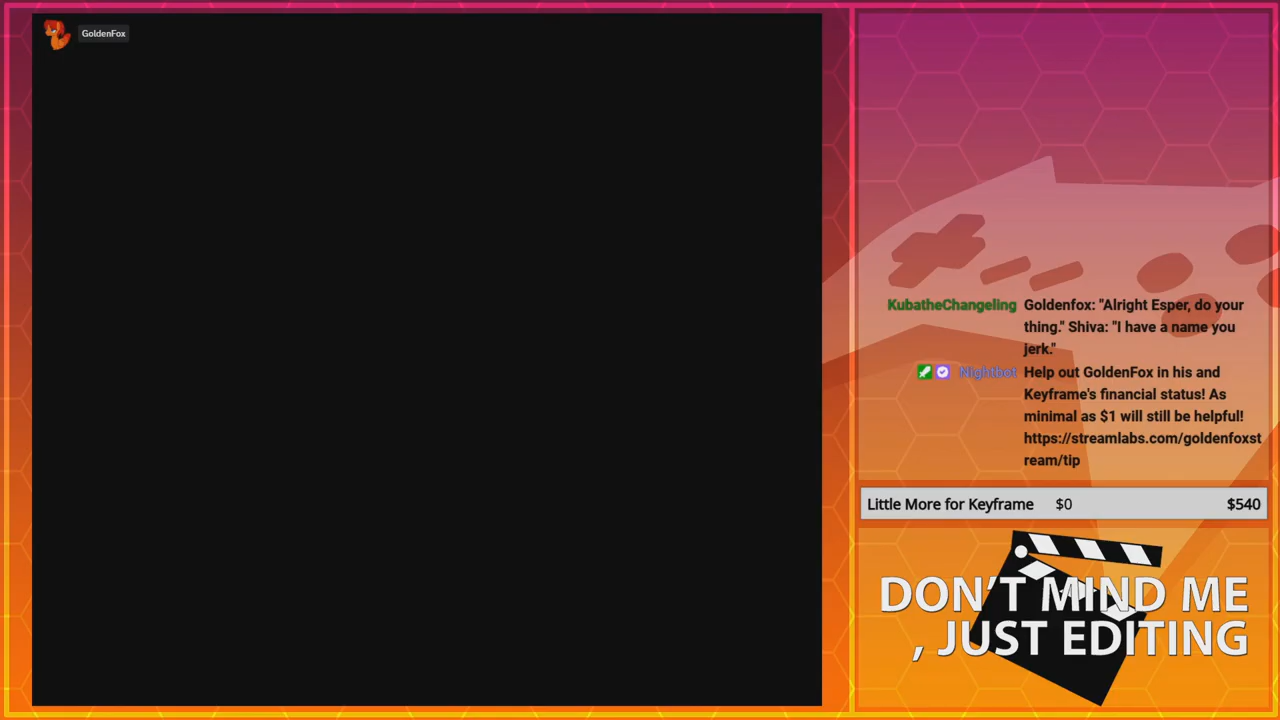 GoldenFox
KubatheChangeling Goldenfox: "Alright Esper, do your
thing." Shiva: "I have a name you
jerk."
Nightbot Help out GoldenFox in his and
Keyframe's financial status! As
minimal as $1 will still be helpful!
https://streamlabs.com/goldenfoxst
ream/tip
Little More for Keyframe $0 $540
DON'T MIND ME
, JUST EDITING